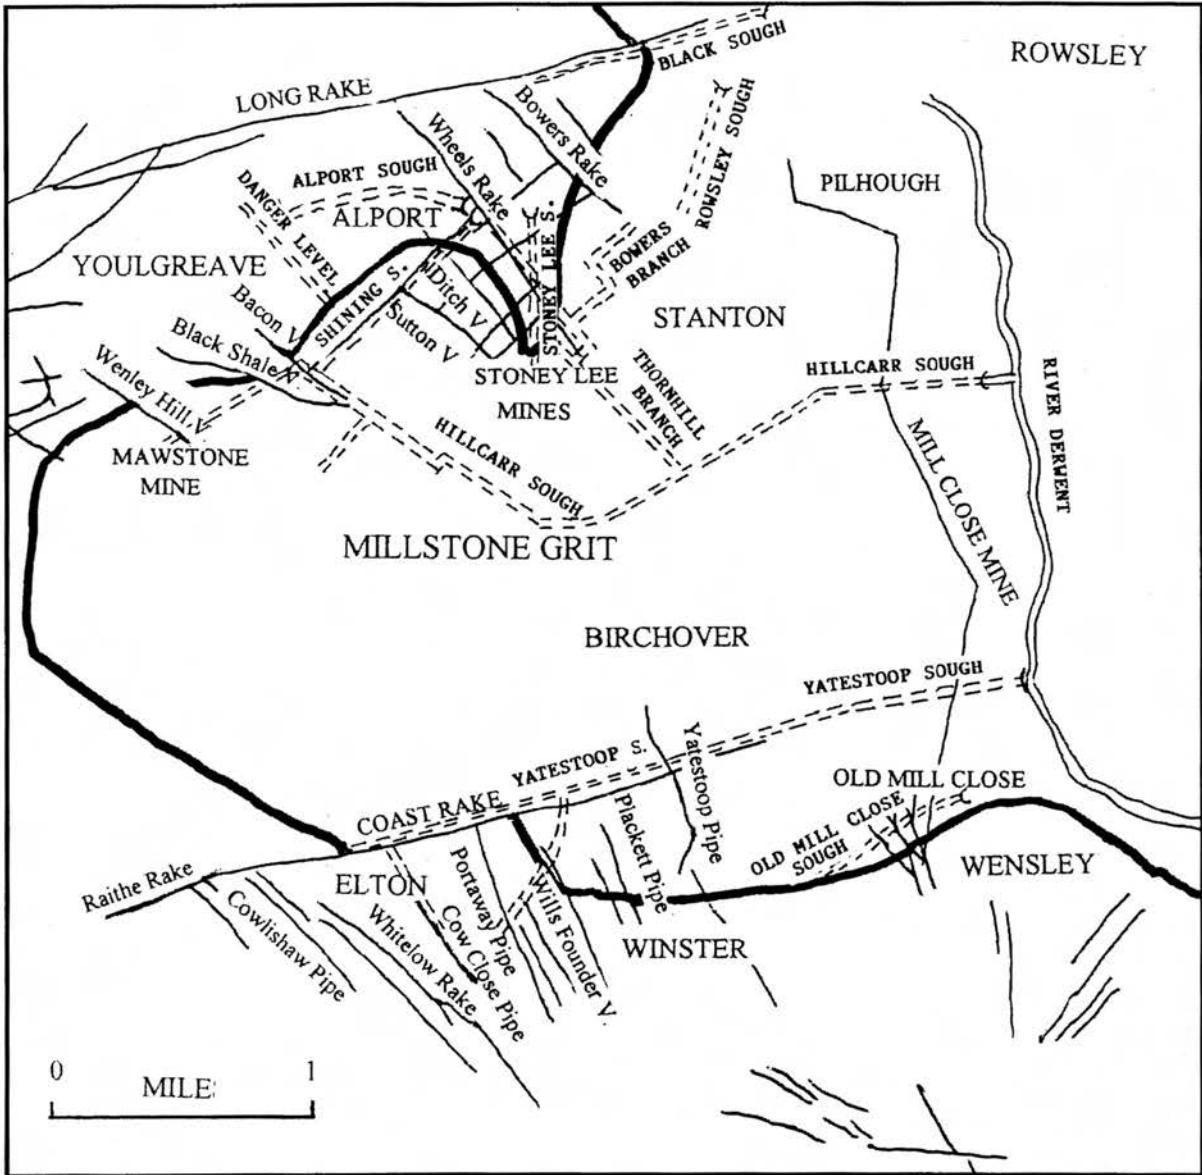 BLACK SOUGH
ROWSLEY
LONG RAKE
Bowers Rake
Wheels Rake
ROWSLEY SOUGH
ALPORT SOUGH
PILHOUGH
DANGER LEVEL
ALPORT
STONEY LEE S.
BOWERS
BRANCH
YOULGREAVE
SHINING S.
Ditch V
Bacon V
Sutton V
STANTON
Black Shale V
HILLCARR SOUGH
Wenley Hill V
STONEY LEE
MINES
THORNHILL
BRANCH
RIVER DERWENT
MAWSTONE
MINE
HILLCARR SOUGH
MILL CLOSE MINE
MILLSTONE GRIT
BIRCHOVER
YATESTOOP SOUGH
YATESTOOP S.
Yatestoop Pipe
OLD MILL CLOSE
COAST RAKE
Plackett Pipe
OLD MILL CLOSE
SOUGH
WENSLEY
Raithe Rake
ELTON
Portaway Pipe
Cow Close Pipe
Wills Founder V.
Cowlishaw Pipe
Whitelow Rake
WINSTER
0 1
MILE